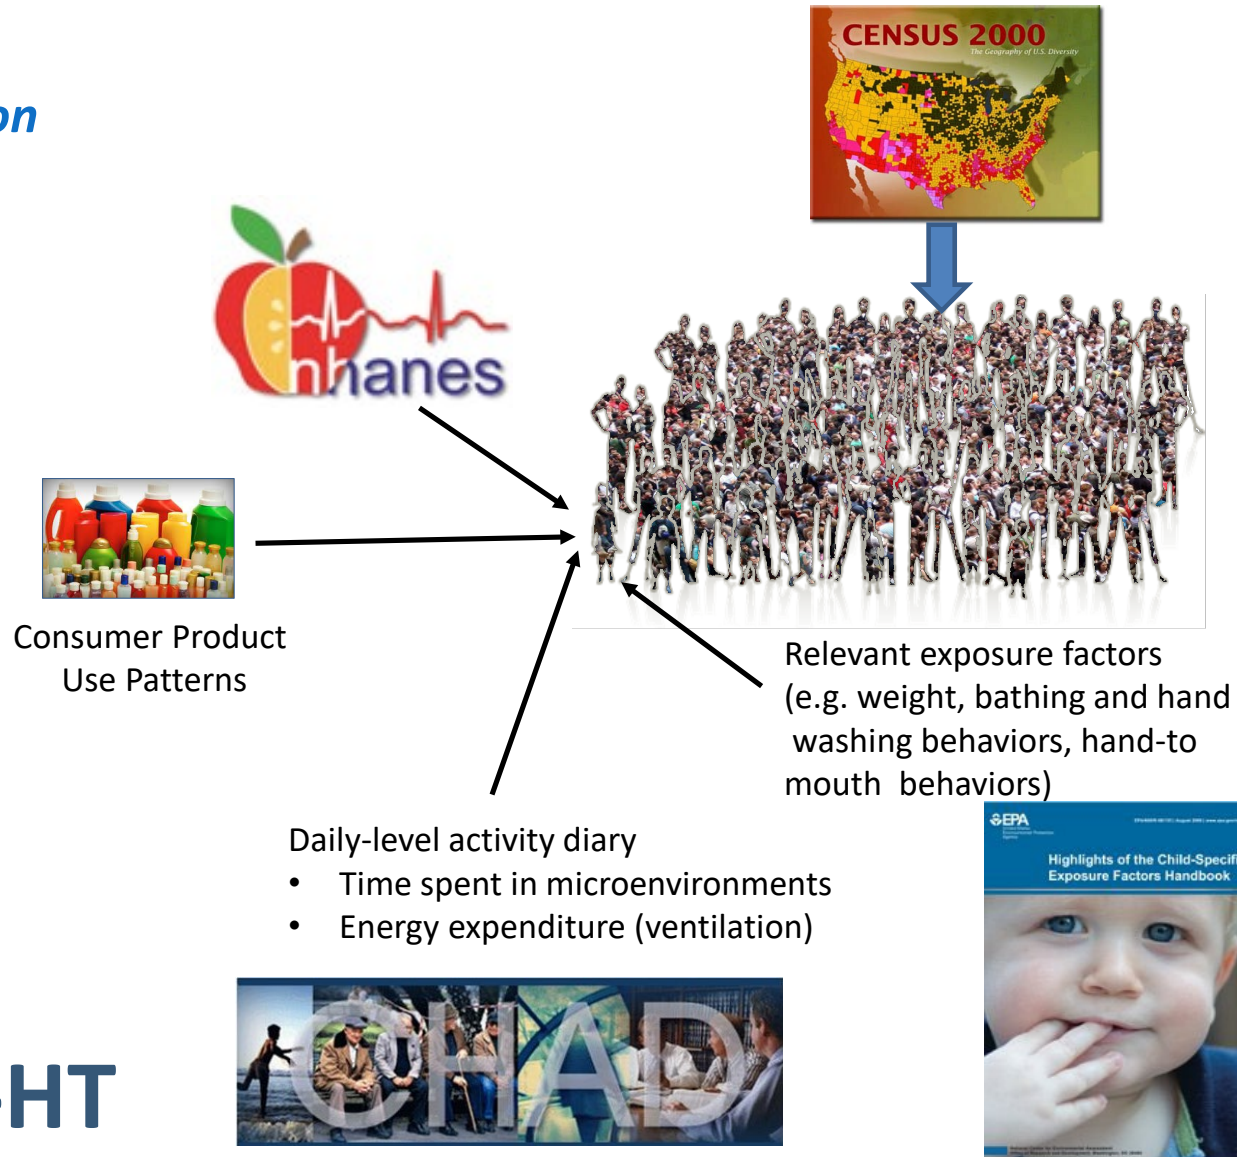 on
CENSUS 2000
The Geography of U.S. Diversity
nhanes
Consumer Product
Use Patterns
Relevant exposure factors
(e.g. weight, bathing and hand
washing behaviors, hand-to
mouth behaviors)
Daily-level activity diary
• Time spent in microenvironments
• Energy expenditure (ventilation)
EPA
Highlights of the Child-Specifi
Exposure Factors Handbook
CHAD
-HT